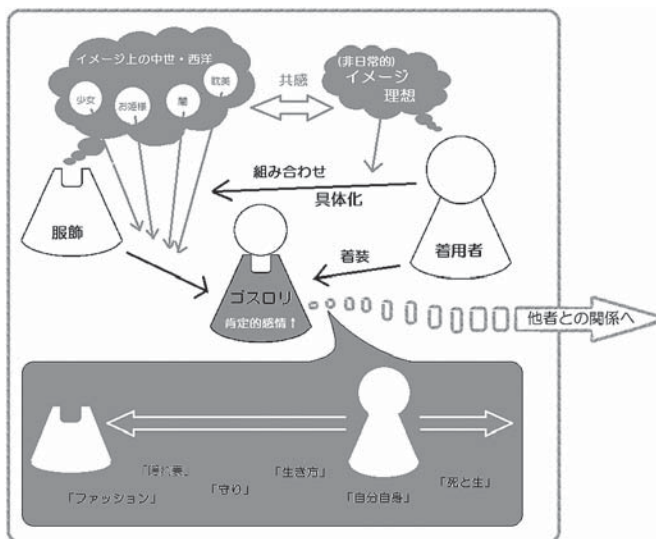 イメージ上の中世・西洋
耽美
少女
お姫様
闇
共感
(非日常的)
イメージ
理想
組み合わせ
具体化
服飾
着用者
着装
ゴスロリ
肯定的感情↑
他者との関係へ
「生き方」
「死と生」
「守り」
「ファッション」
「自分自身」